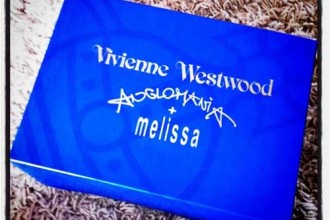 Vivienne Westwood
ANGLOMANIA
+
melissa